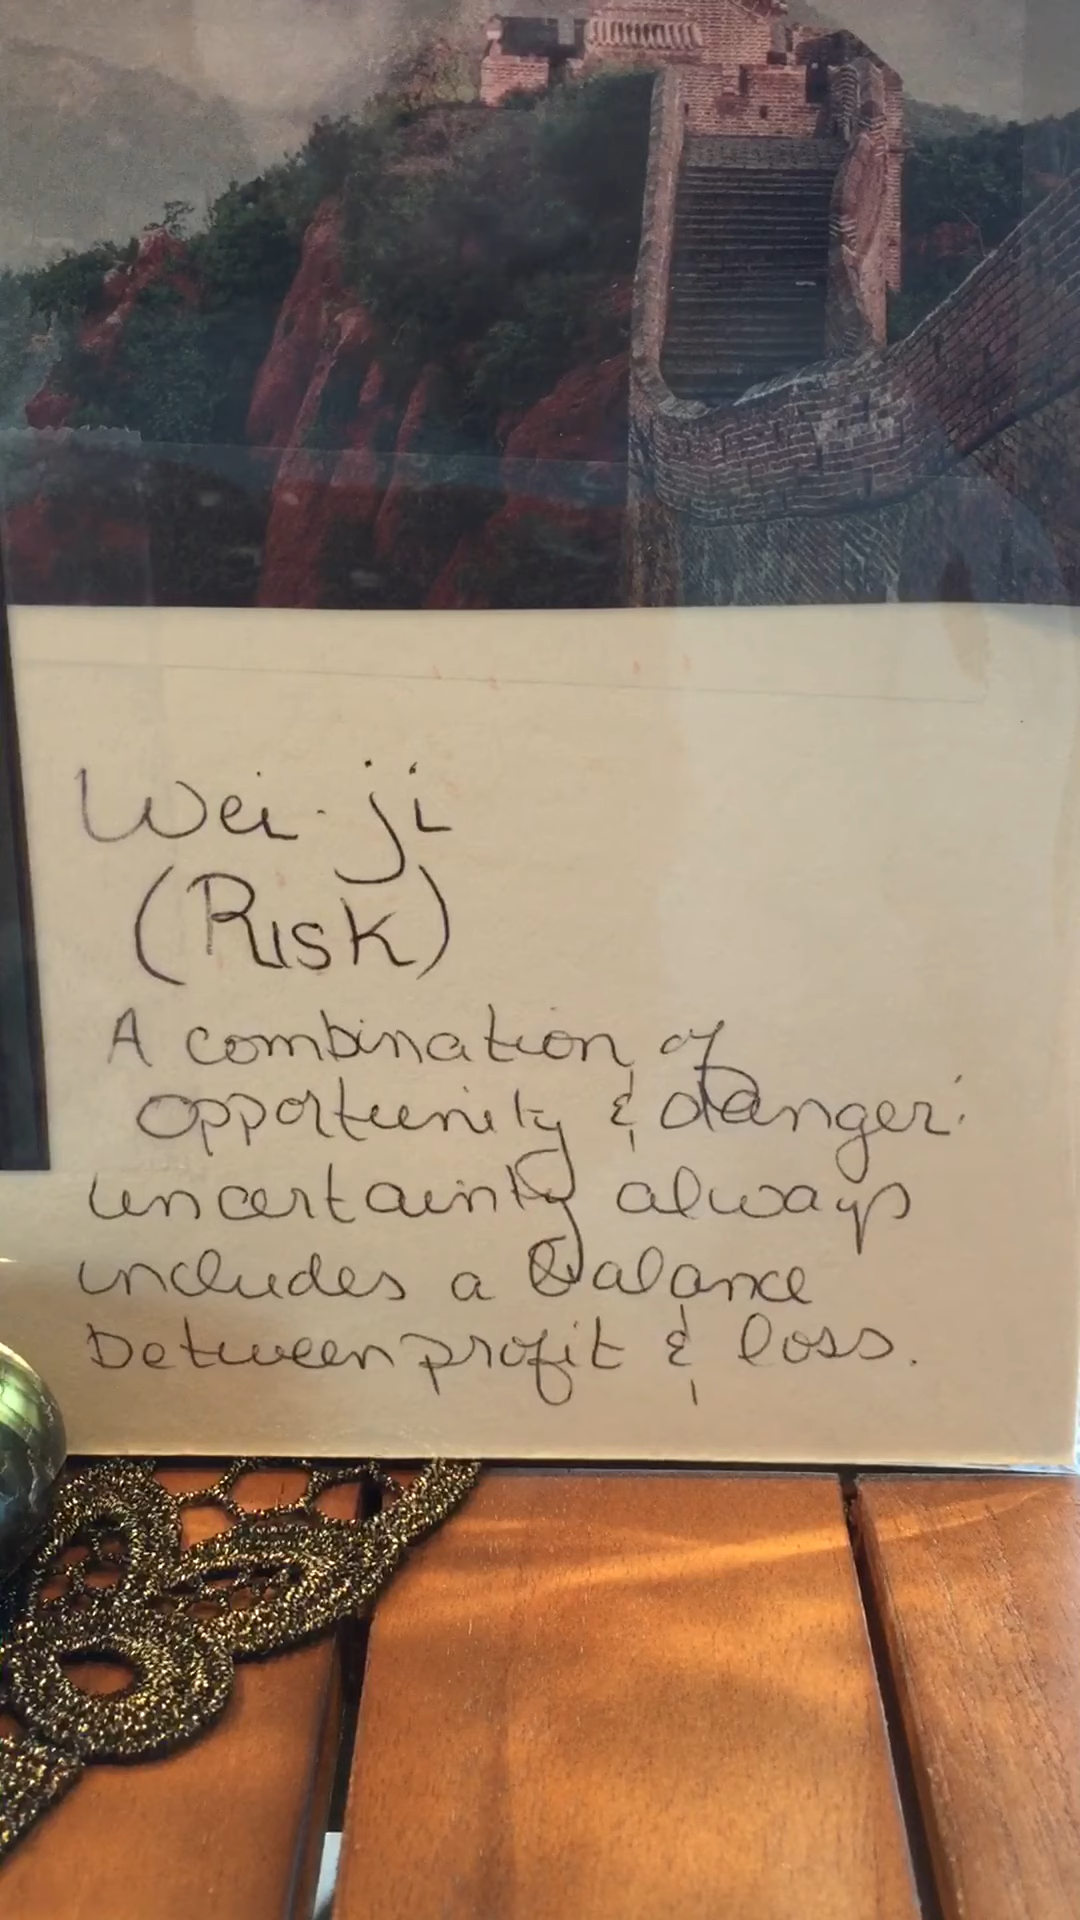 Wei-ji
(Risk)
A combination of
opportunity & danger:
uncertainty always
includes a balance
between profit & loss.